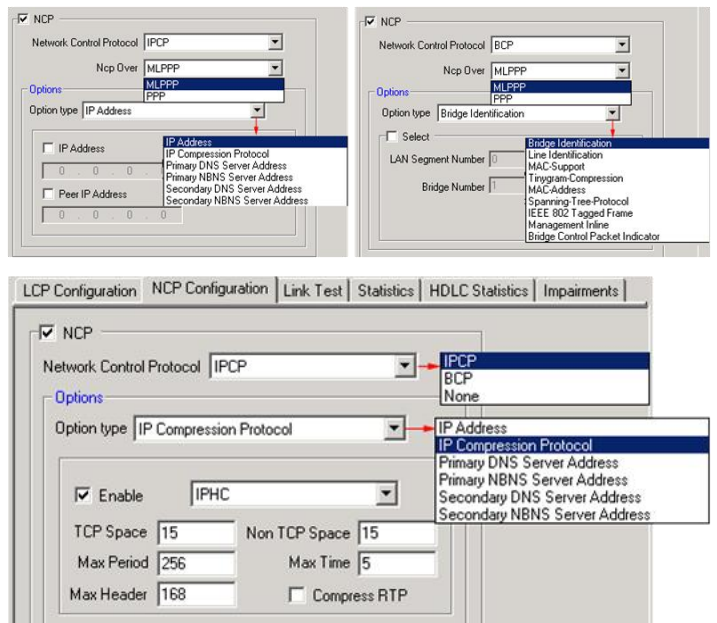 NCP
Network Control Protocol IPCP
Ncp Over MLPPP
MLPPP
PPP
Options
Option type IP Address
IP Address
IP Compression Protocol
Primary DNS Server Address
Primary NBNS Server Address
Secondary DNS Server Address
Secondary NBNS Server Address
IP Address
0 . 0 . 0 . 0
Peer IP Address
0 . 0 . 0 . 0
NCP
Network Control Protocol BCP
Ncp Over MLPPP
MLPPP
PPP
Options
Option type Bridge Identification
Select
LAN Segment Number 0
Bridge Number 1
Bridge Identification
Line Identification
MAC-Support
Tinygram-Compression
MAC-Address
Spanning-Tree-Protocol
IEEE 802 Tagged Frame
Management Inline
Bridge Control Packet Indicator
LCP Configuration NCP Configuration Link Test Statistics HDLC Statistics Impairments
NCP
Network Control Protocol IPCP
IPCP
BCP
None
Options
Option type IP Compression Protocol
IP Address
IP Compression Protocol
Primary DNS Server Address
Primary NBNS Server Address
Secondary DNS Server Address
Secondary NBNS Server Address
Enable IPHC
TCP Space 15 Non TCP Space 15
Max Period 256 Max Time 5
Max Header 168 Compress RTP